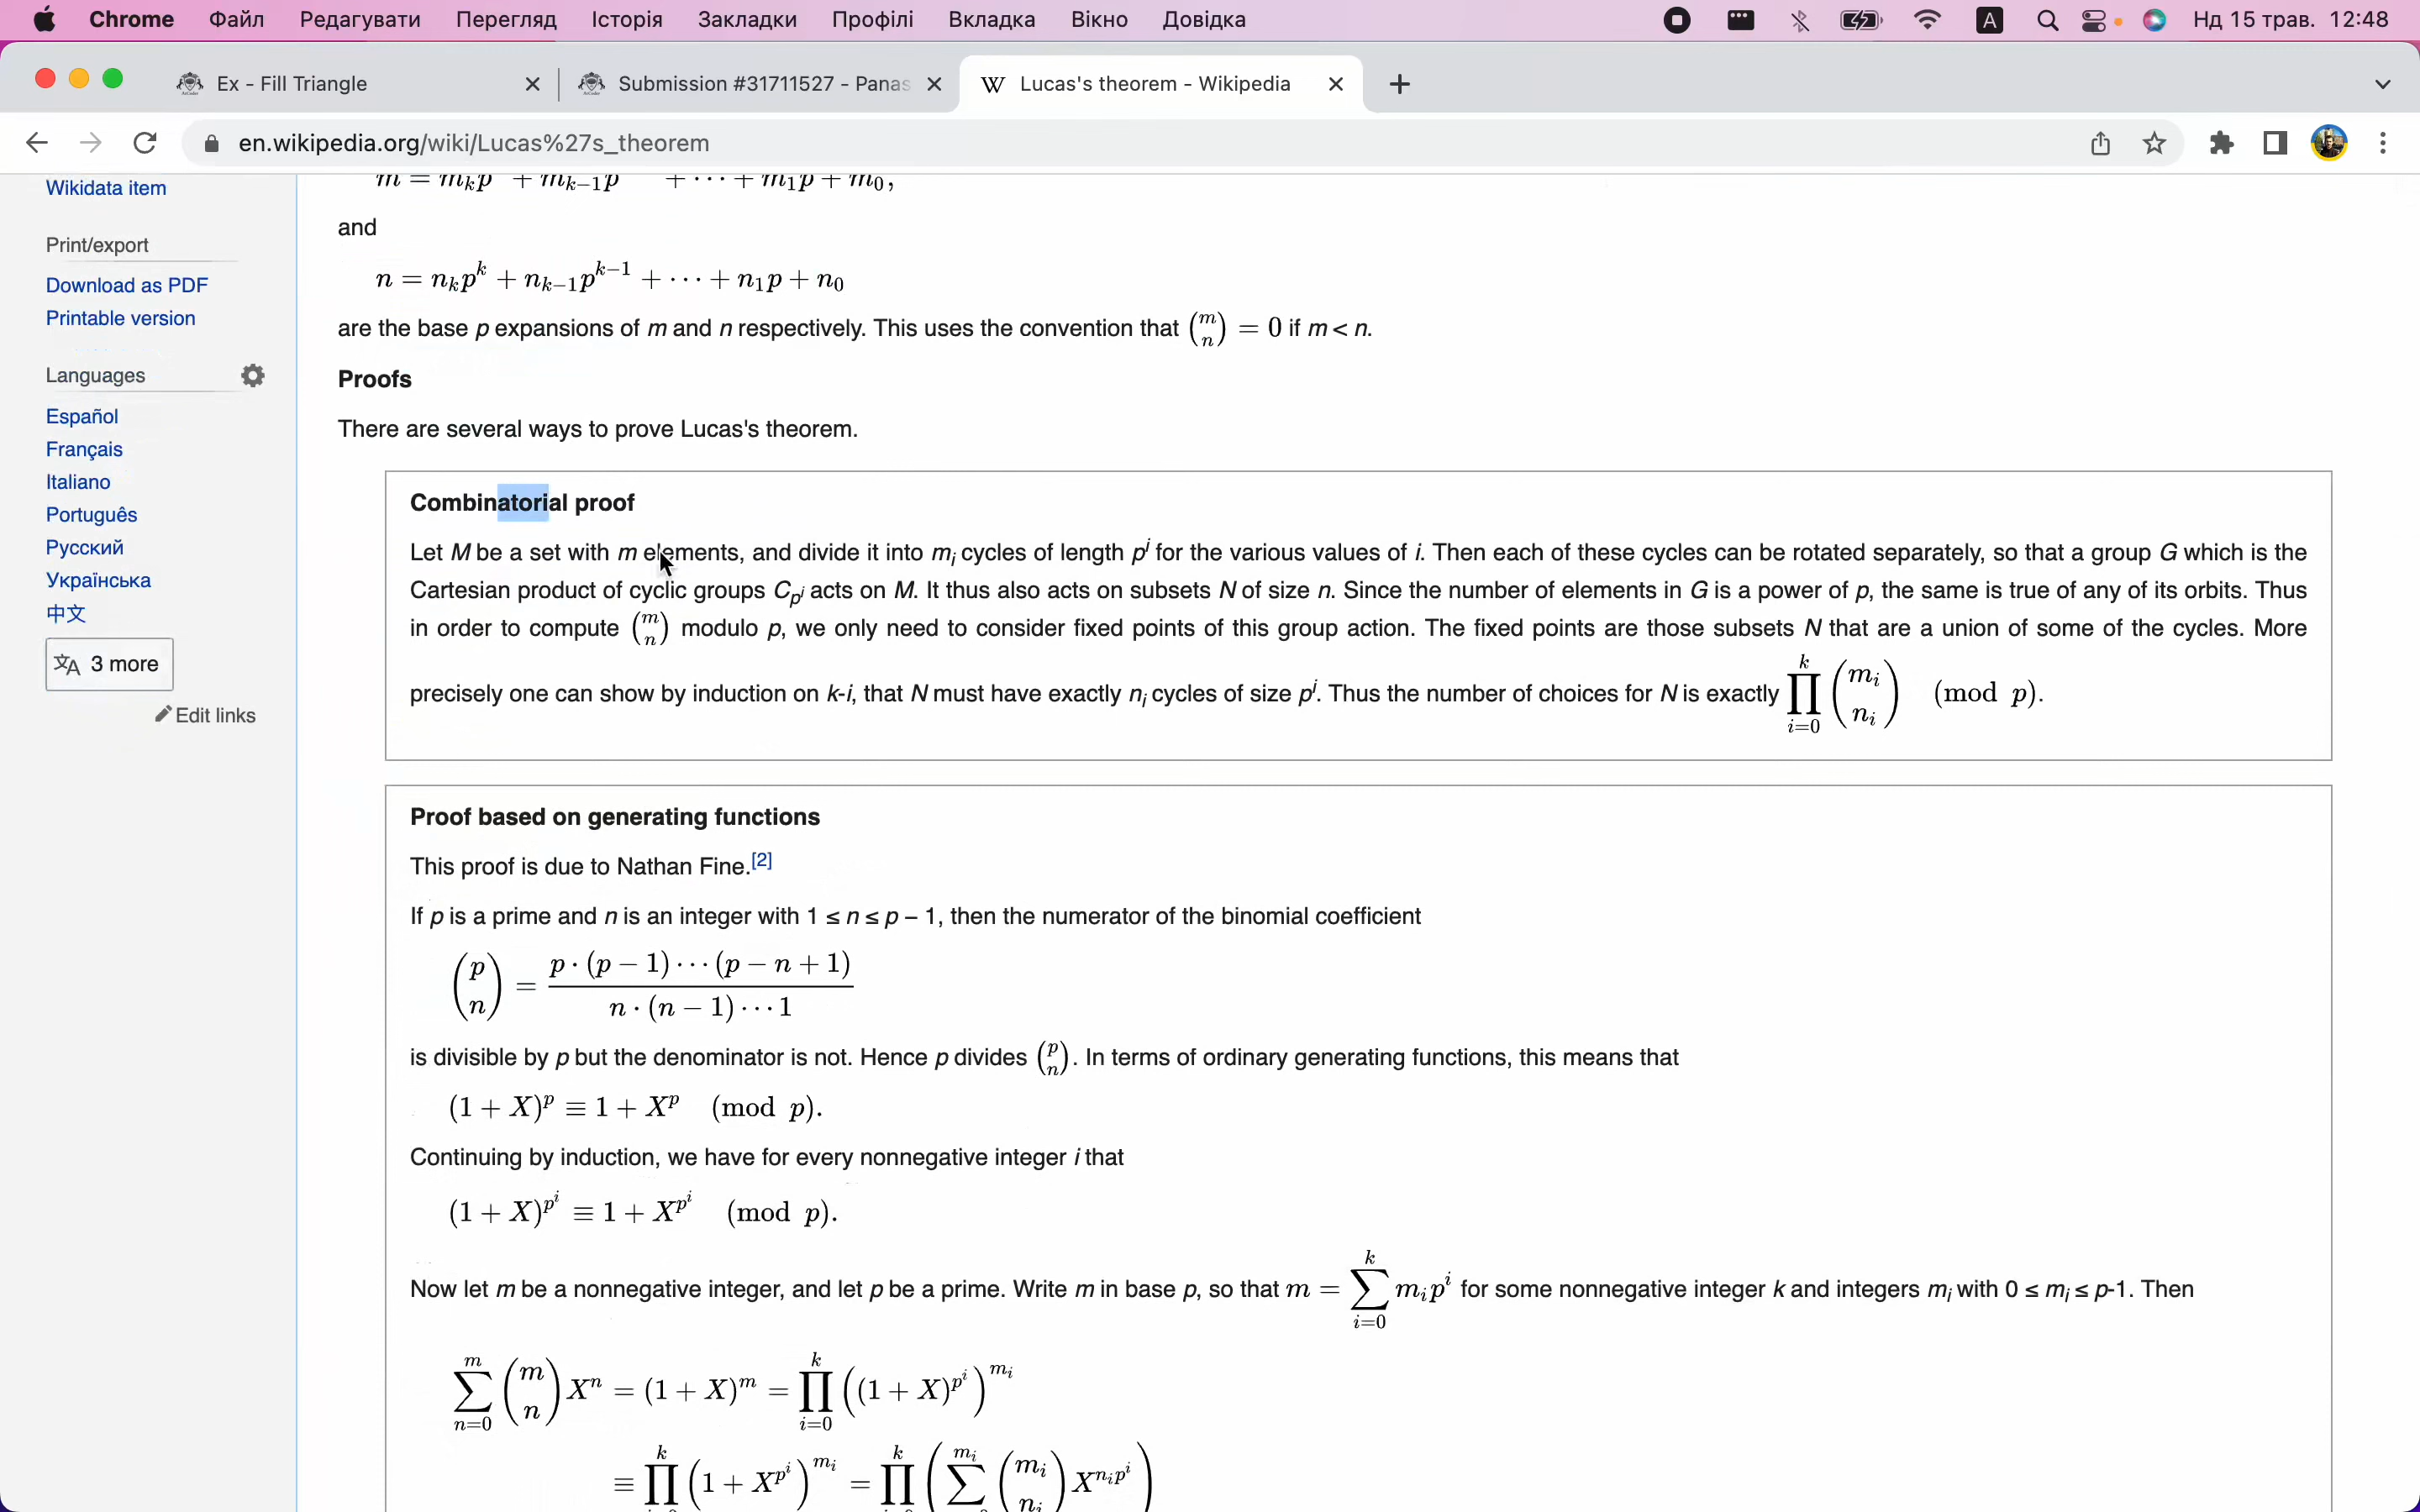 Chrome Файл Редагувати Перегляд Історія Закладки Профілі Вкладка Вікно Довідка A Нд 15 трав. 12:48
Ex - Fill Triangle Submission #31711527 - Panas W Lucas's theorem - Wikipedia
en.wikipedia.org/wiki/Lucas%27s_theorem
Wikidata item
Print/export
Download as PDF
Printable version
Languages
Español
Français
Italiano
Português
Русский
Українська
中文
文A 3 more
Edit links
m = m_k p + m_{k−1} p + ··· + m_1 p + m_0,
and
n = n_k p^k + n_{k−1} p^{k−1} + ··· + n_1 p + n_0
are the base p expansions of m and n respectively. This uses the convention that (m n) = 0 if m < n.
Proofs
There are several ways to prove Lucas's theorem.
Combinatorial proof
Let M be a set with m elements, and divide it into m_i cycles of length p^i for the various values of i. Then each of these cycles can be rotated separately, so that a group G which is the
Cartesian product of cyclic groups C_{p^i} acts on M. It thus also acts on subsets N of size n. Since the number of elements in G is a power of p, the same is true of any of its orbits. Thus
in order to compute (m n) modulo p, we only need to consider fixed points of this group action. The fixed points are those subsets N that are a union of some of the cycles. More
precisely one can show by induction on k-i, that N must have exactly n_i cycles of size p^i. Thus the number of choices for N is exactly ∏_{i=0}^{k} (m_i n_i) (mod p).
Proof based on generating functions
This proof is due to Nathan Fine.[2]
If p is a prime and n is an integer with 1 ≤ n ≤ p − 1, then the numerator of the binomial coefficient
(p n) = p · (p − 1) ··· (p − n + 1) / n · (n − 1) ··· 1
is divisible by p but the denominator is not. Hence p divides (p n). In terms of ordinary generating functions, this means that
(1 + X)^p ≡ 1 + X^p (mod p).
Continuing by induction, we have for every nonnegative integer i that
(1 + X)^{p^i} ≡ 1 + X^{p^i} (mod p).
Now let m be a nonnegative integer, and let p be a prime. Write m in base p, so that m = ∑_{i=0}^{k} m_i p^i for some nonnegative integer k and integers m_i with 0 ≤ m_i ≤ p-1. Then
∑_{n=0}^{m} (m n) X^n = (1 + X)^m = ∏_{i=0}^{k} ((1 + X)^{p^i})^{m_i}
≡ ∏^{k} (1 + X^{p^i})^{m_i} = ∏^{k} (∑^{m_i} (m_i n_i) X^{n_i p^i})